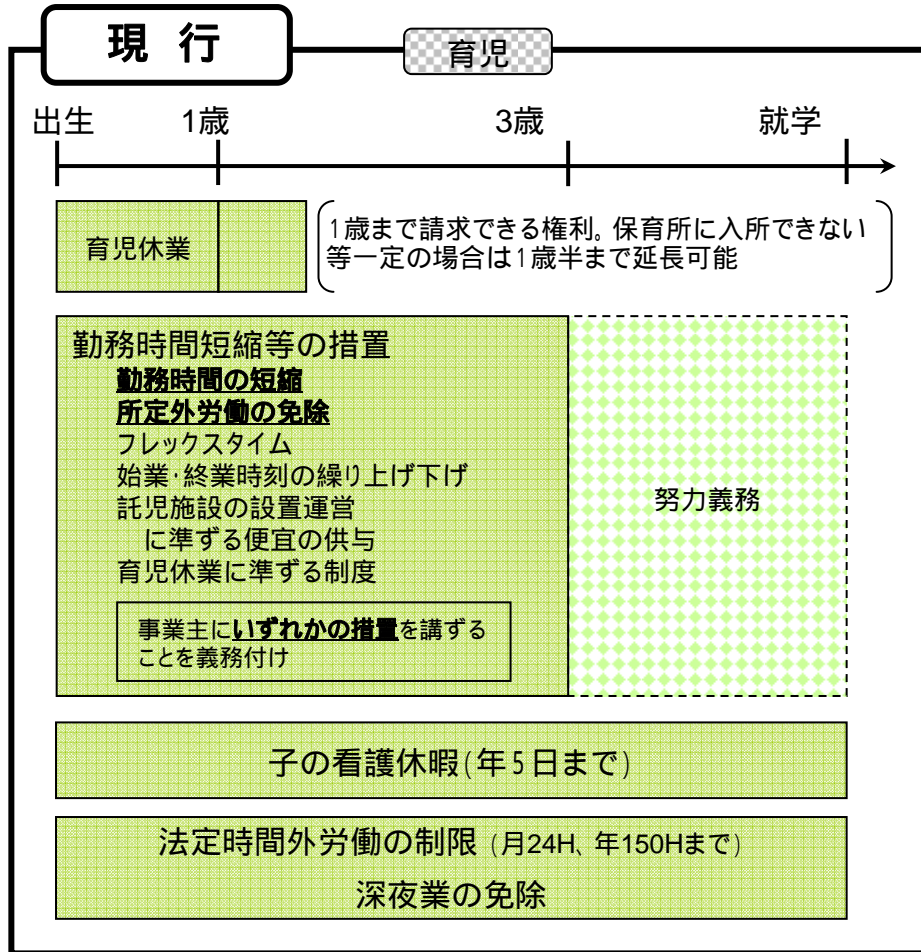 現 行
育児
出生 1歳 3歳 就学
育児休業
1歳まで請求できる権利。保育所に入所できない
等一定の場合は1歳半まで延長可能
勤務時間短縮等の措置
勤務時間の短縮
所定外労働の免除
フレックスタイム
始業・終業時刻の繰り上げ下げ
託児施設の設置運営
に準ずる便宜の供与
育児休業に準ずる制度
事業主にいずれかの措置を講ずる
ことを義務付け
努力義務
子の看護休暇(年5日まで)
法定時間外労働の制限 (月24H、年150Hまで)
深夜業の免除